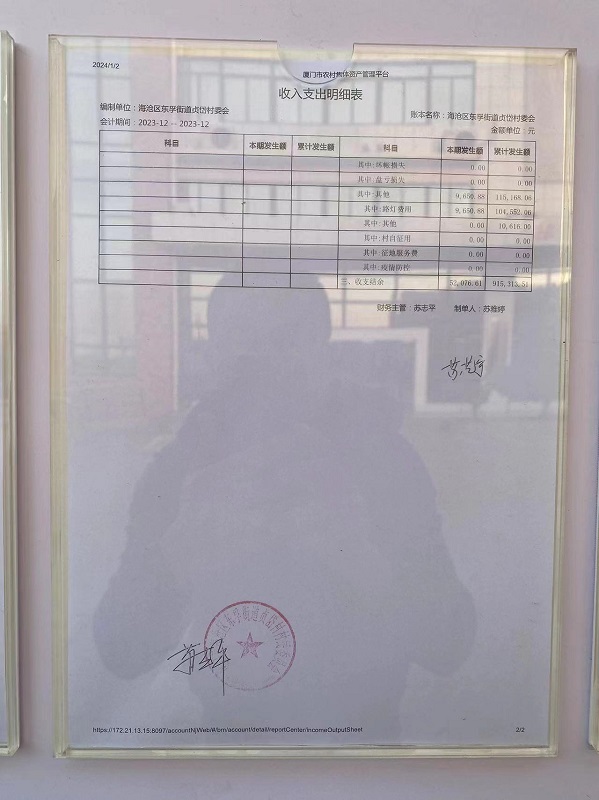 2024/1/2
厦门市农村集体资产管理平台
收入支出明细表
编制单位：海沧区东孚街道贞岱村委会 账本名称：海沧区东孚街道贞岱村委会
会计期间：2023-12 -- 2023-12 金额单位：元
科目 本期发生额 累计发生额 科目 本期发生额 累计发生额
其中:坏帐损失 0.00 0.00
其中:盘亏损失 0.00 0.00
其中:其他 9,650.88 115,168.06
其中:路灯费用 9,650.88 104,552.06
其中:其他 0.00 10,616.00
其中:村自征用 0.00 0.00
其中:征地服务费 0.00 0.00
其中:疫情防控 0.00 0.00
三、收支结余 52,076.61 915,313.51
财务主管：苏志平 制单人：苏雅婷
https://172.21.13.15:8097/accountNjWeb/#/bm/account/detail/reportCenter/IncomeOutputSheet 2/2